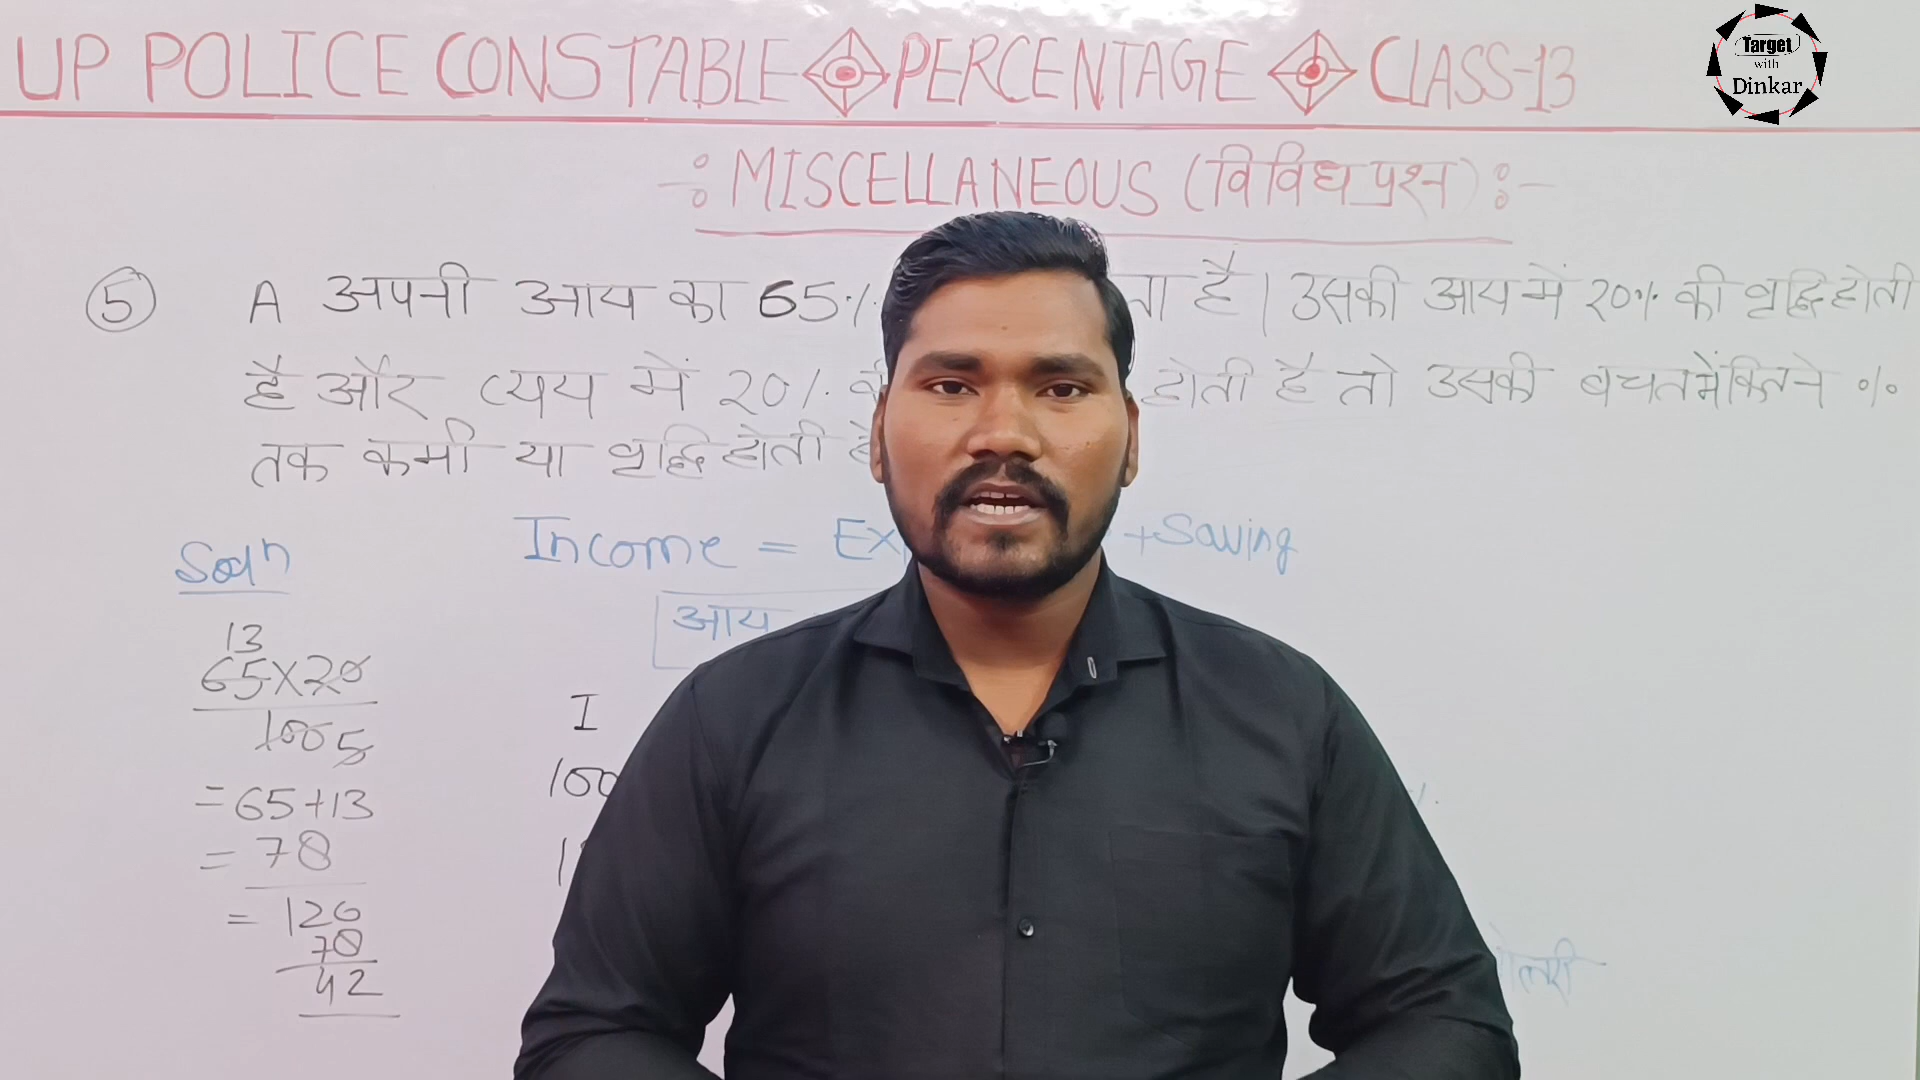 UP POLICE CONSTABLE PERCENTAGE CLASS-13
Target
with
Dinkar
-: MISCELLANEOUS (विविध प्रश्न) :-
5 A अपनी आय का 65% है। उसकी आय में 20% की वृद्धि होती
है और व्यय में 20% होती है तो उसकी बचत में कितने %
तक कमी या वृद्धि होती
Income = +Saving
Soln
आय
13
65×20
I
100 5
100
=65+13
= 78
= 120
78
42